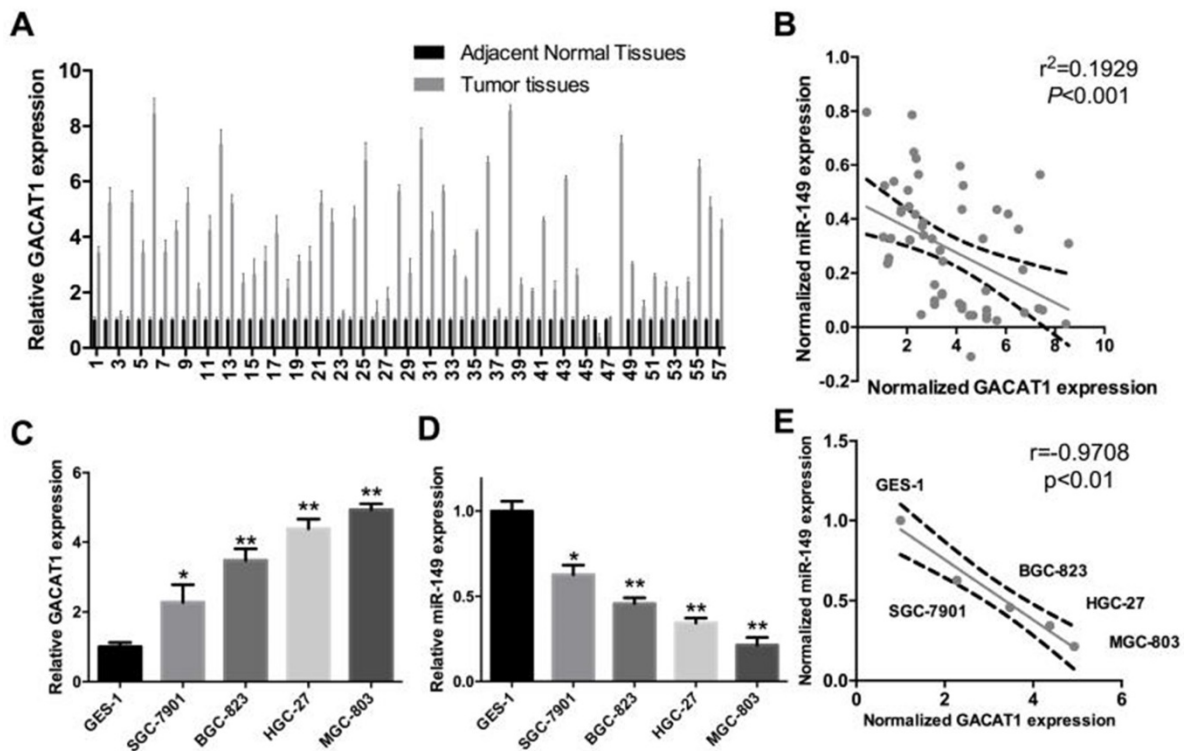 A
Adjacent Normal Tissues
Tumor tissues
Relative GACAT1 expression
10
8
6
4
2
0
1 3 5 7 9 11 13 15 17 19 21 23 25 27 29 31 33 35 37 39 41 43 45 47 49 51 53 55 57
B
r²=0.1929
P<0.001
Normalized miR-149 expression
1.0
0.8
0.6
0.4
0.2
0.0
-0.2
2 4 6 8 10
Normalized GACAT1 expression
C
Relative GACAT1 expression
6
4
2
0
* ** ** **
GES-1 SGC-7901 BGC-823 HGC-27 MGC-803
D
Relative miR-149 expression
1.0
0.5
0.0
* ** ** **
GES-1 SGC-7901 BGC-823 HGC-27 MGC-803
E
r=-0.9708
p<0.01
Normalized miR-149 expression
1.5
1.0
0.5
0.0
GES-1
BGC-823
HGC-27
SGC-7901
MGC-803
0 2 4 6
Normalized GACAT1 expression